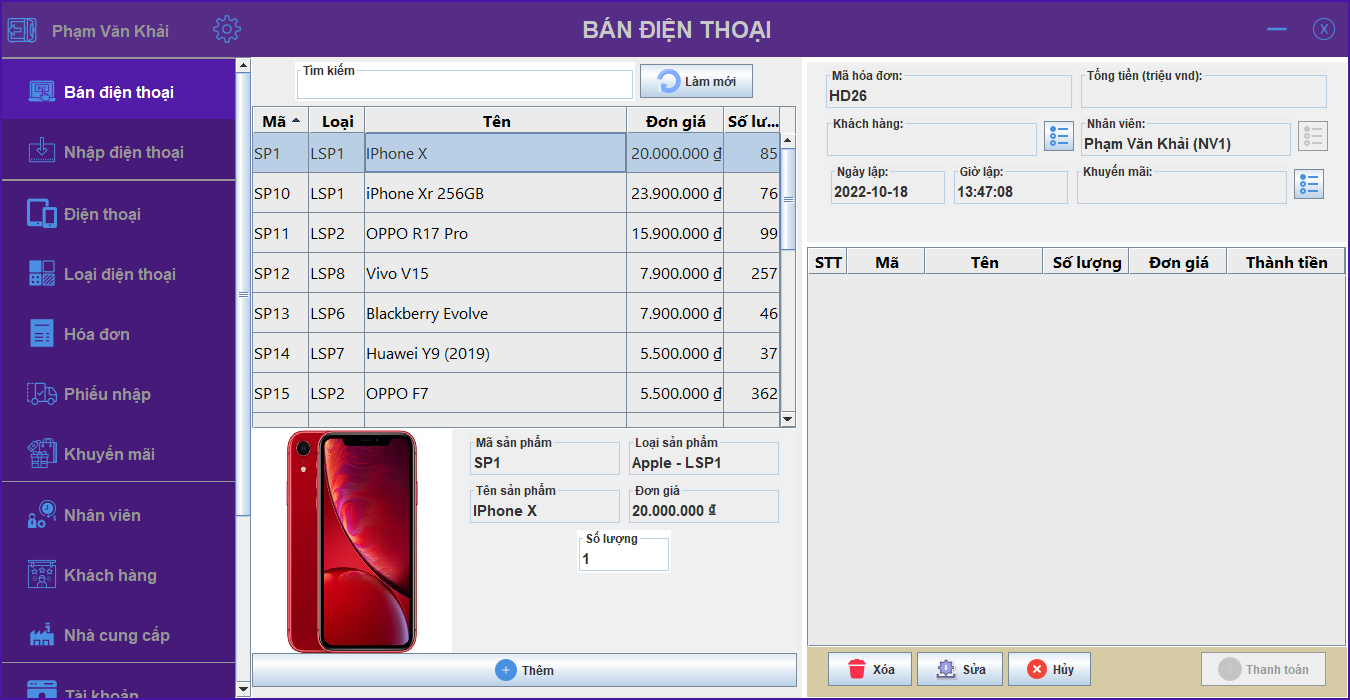 Phạm Văn Khải
BÁN ĐIỆN THOẠI
Bán điện thoại
Nhập điện thoại
Điện thoại
Loại điện thoại
Hóa đơn
Phiếu nhập
Khuyến mãi
Nhân viên
Khách hàng
Nhà cung cấp
Tài khoản
Tìm kiếm
Làm mới
Mã Loại Tên Đơn giá Số lư...
SP1 LSP1 IPhone X 20.000.000 ₫ 85
SP10 LSP1 iPhone Xr 256GB 23.900.000 ₫ 76
SP11 LSP2 OPPO R17 Pro 15.900.000 ₫ 99
SP12 LSP8 Vivo V15 7.900.000 ₫ 257
SP13 LSP6 Blackberry Evolve 7.900.000 ₫ 46
SP14 LSP7 Huawei Y9 (2019) 5.500.000 ₫ 37
SP15 LSP2 OPPO F7 5.500.000 ₫ 362
Mã sản phẩm
SP1
Loại sản phẩm
Apple - LSP1
Tên sản phẩm
IPhone X
Đơn giá
20.000.000 ₫
Số lượng
1
Thêm
Mã hóa đơn:
HD26
Tổng tiền (triệu vnd):
Khách hàng:
Nhân viên:
Phạm Văn Khải (NV1)
Ngày lập:
2022-10-18
Giờ lập:
13:47:08
Khuyến mãi:
STT Mã Tên Số lượng Đơn giá Thành tiền
Xóa
Sửa
Hủy
Thanh toán